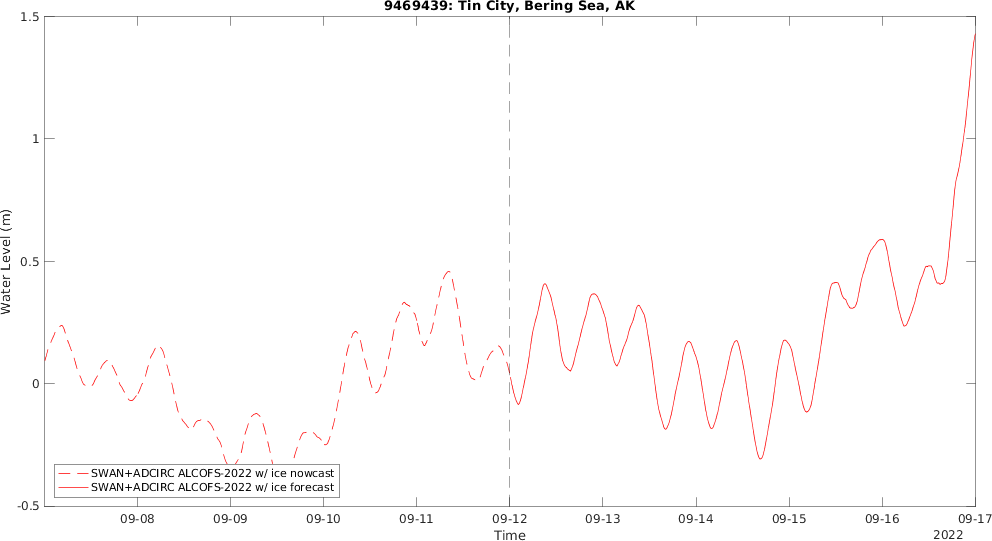 9469439: Tin City, Bering Sea, AK
1.5
1
0.5
0
-0.5
Water Level (m)
SWAN+ADCIRC ALCOFS-2022 w/ ice nowcast
SWAN+ADCIRC ALCOFS-2022 w/ ice forecast
09-08 09-09 09-10 09-11 09-12 09-13 09-14 09-15 09-16 09-17
Time
2022